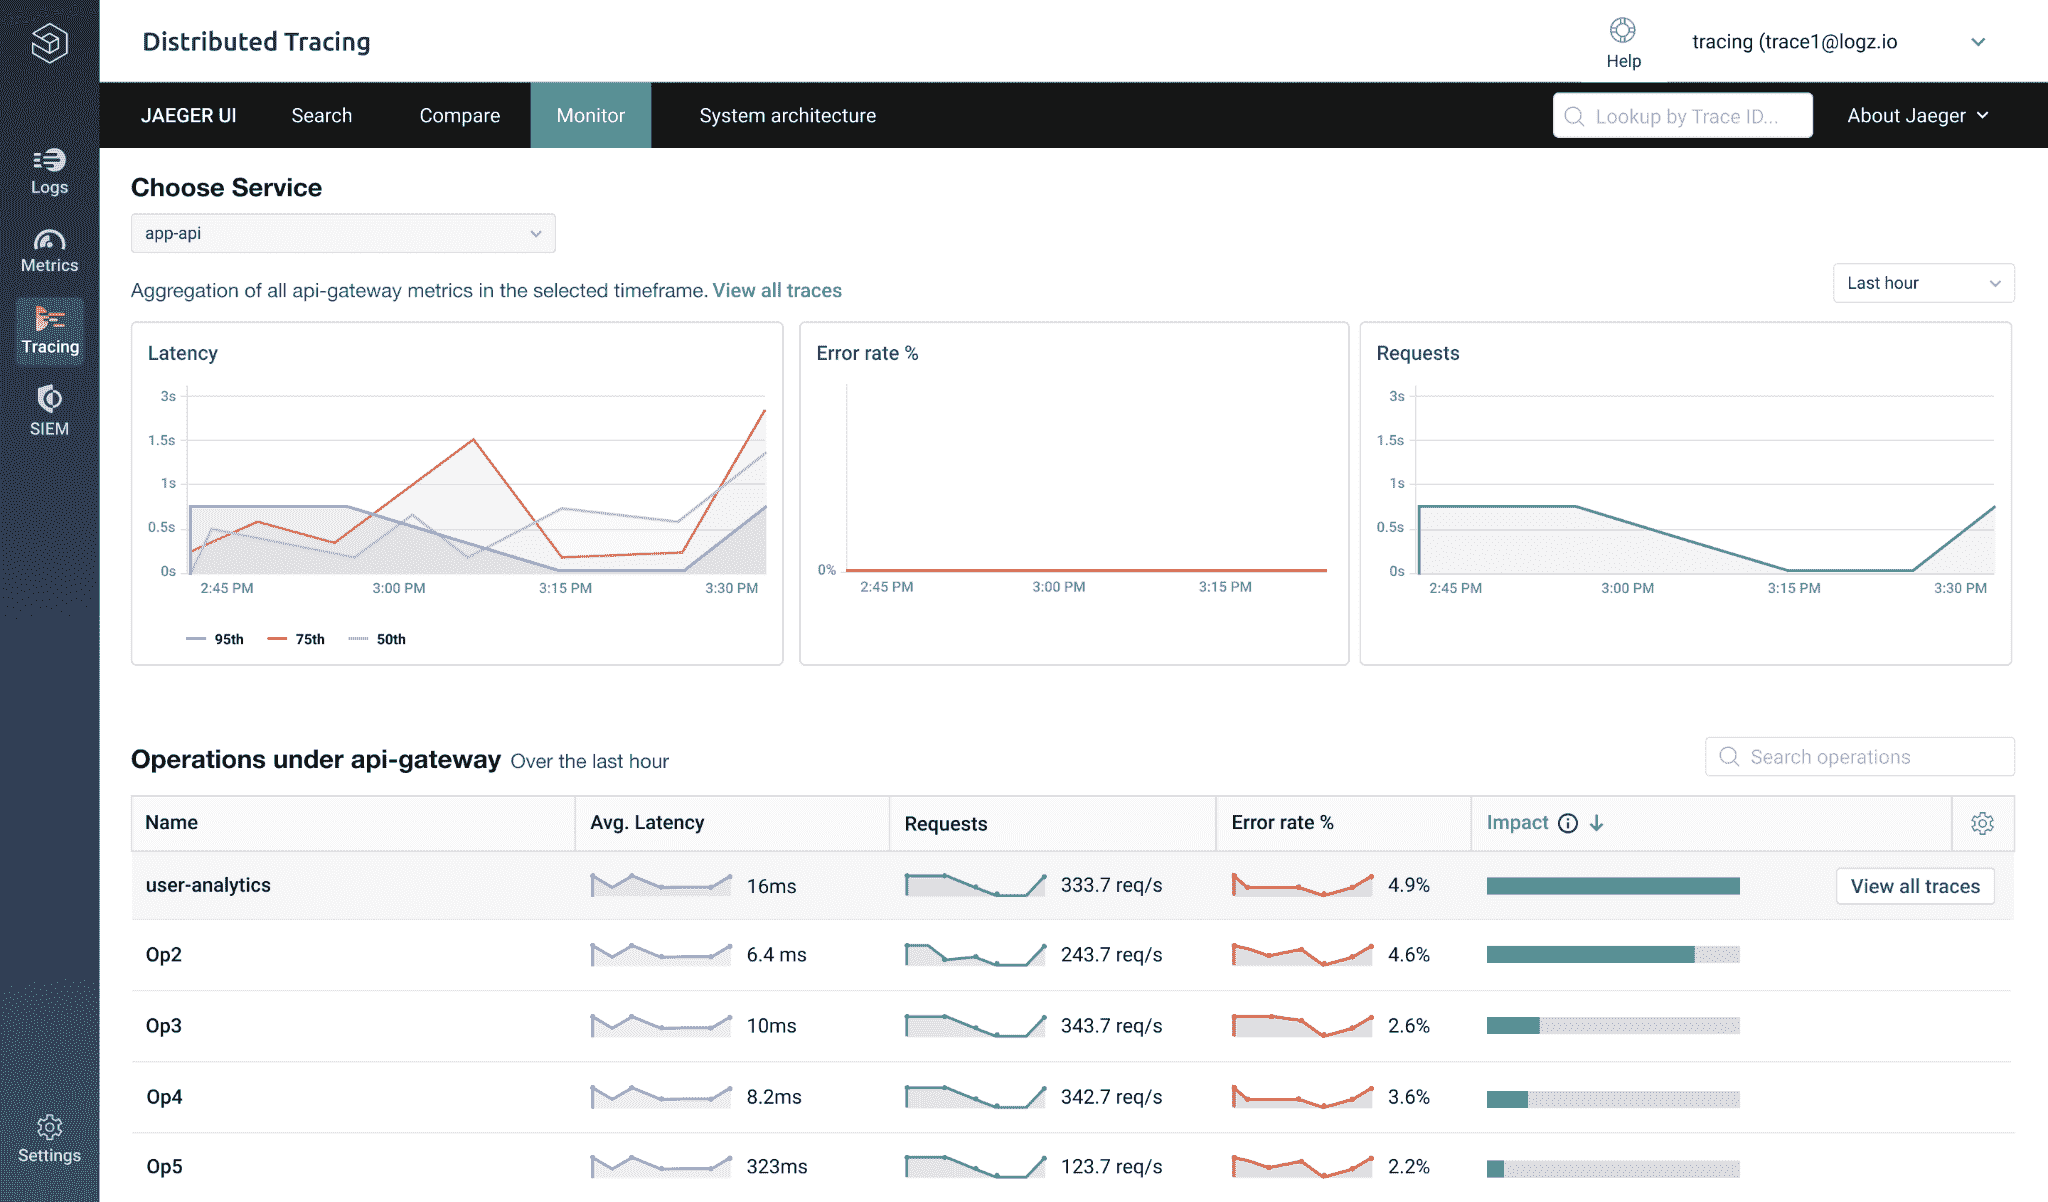 Distributed Tracing
Help
tracing (trace1@logz.io
JAEGER UI Search Compare Monitor System architecture
Lookup by Trace ID...
About Jaeger
Logs
Metrics
Tracing
SIEM
Settings
Choose Service
app-api
Aggregation of all api-gateway metrics in the selected timeframe. View all traces
Last hour
Latency
3s
1.5s
1s
0.5s
0s
2:45 PM 3:00 PM 3:15 PM 3:30 PM
95th 75th 50th
Error rate %
0%
2:45 PM 3:00 PM 3:15 PM
Requests
3s
1.5s
1s
0.5s
0s
2:45 PM 3:00 PM 3:15 PM 3:30 PM
Operations under api-gateway Over the last hour
Search operations
Name Avg. Latency Requests Error rate % Impact
user-analytics 16ms 333.7 req/s 4.9% View all traces
Op2 6.4 ms 243.7 req/s 4.6%
Op3 10ms 343.7 req/s 2.6%
Op4 8.2ms 342.7 req/s 3.6%
Op5 323ms 123.7 req/s 2.2%